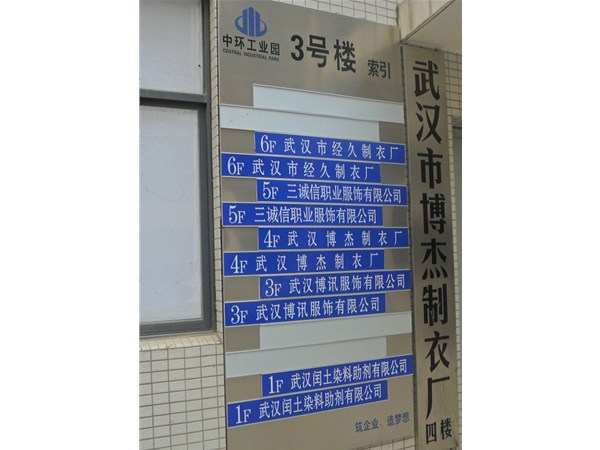 中环工业园
CENTRAL INDUSTRIAL PARK
3号楼 索引
6F 武汉市经久制衣厂
6F 武汉市经久制衣厂
5F 三诚信职业服饰有限公司
5F 三诚信职业服饰有限公司
4F 武汉博杰制衣厂
4F 武汉博杰制衣厂
3F 武汉博讯服饰有限公司
3F 武汉博讯服饰有限公司
1F 武汉闰土染料助剂有限公司
1F 武汉闰土染料助剂有限公司
筑企业，造梦想
武汉市博杰制衣厂
四楼